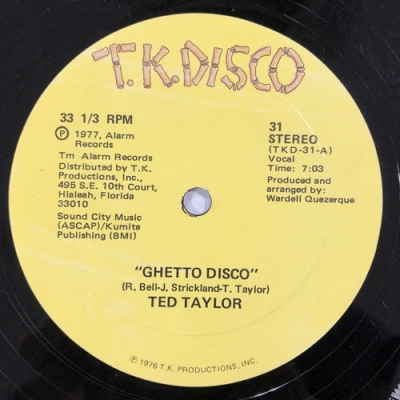 T.K.DISCO
33 1/3 RPM
Ⓟ 1977, Alarm
Records
Tm Alarm Records
Distributed by T.K.
Productions, Inc.,
495 S.E. 10th Court,
Hialeah, Florida
33010
Sound City Music
(ASCAP)/Kumite
Publishing (BMI)
31
STEREO
(TKD-31-A)
Vocal
Time: 7:03
Produced and
arranged by:
Wardell Quezerque
"GHETTO DISCO"
(R. Bell-J. Strickland-T. Taylor)
TED TAYLOR
Ⓟ 1976 T.K. PRODUCTIONS, INC.